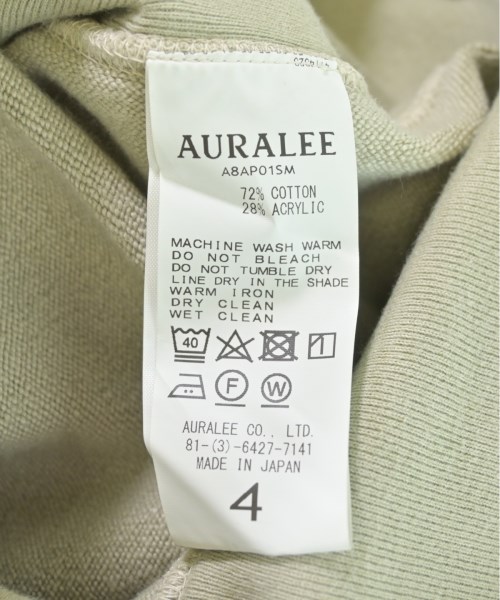 AURALEE
A8AP01SM
72% COTTON
28% ACRYLIC
MACHINE WASH WARM
DO NOT BLEACH
DO NOT TUMBLE DRY
LINE DRY IN THE SHADE
WARM IRON
DRY CLEAN
WET CLEAN
40
F W
AURALEE CO., LTD.
81-(3)-6427-7141
MADE IN JAPAN
4